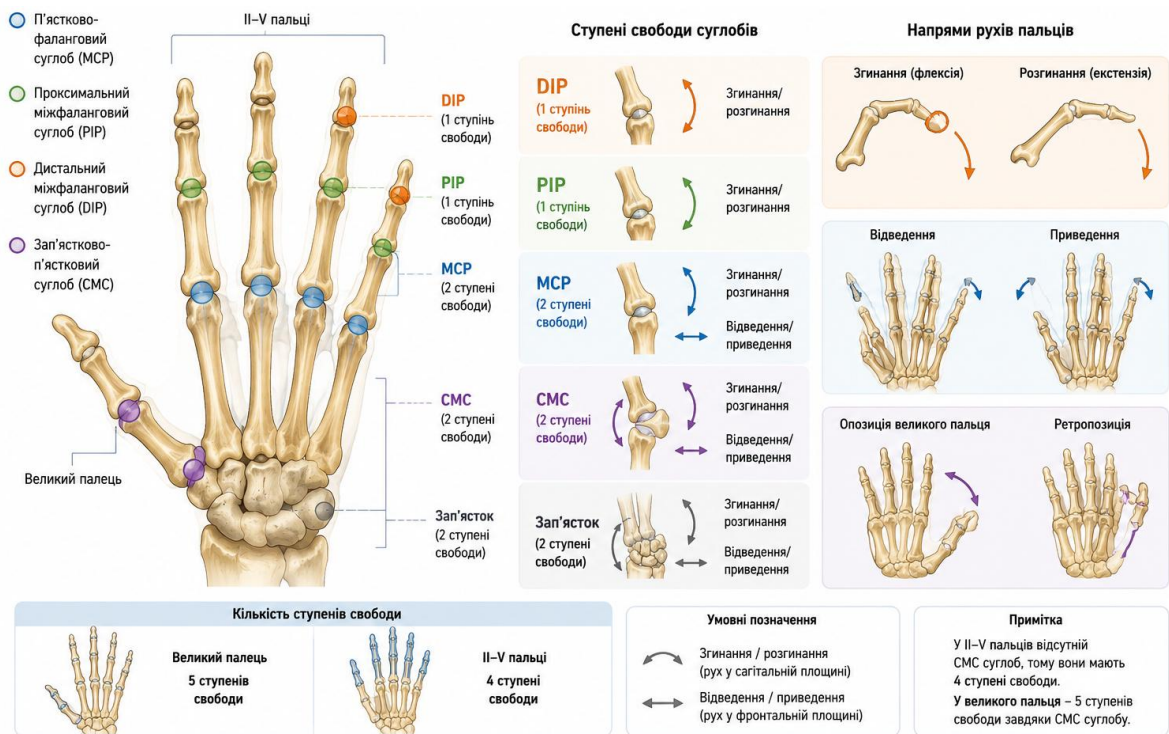 П'ястково-
фаланговий
суглоб (MCP)
Проксимальний
міжфаланговий
суглоб (PIP)
Дистальний
міжфаланговий
суглоб (DIP)
Зап'ястково-
п'ястковий
суглоб (CMC)
II–V пальці
Великий палець
DIP
(1 ступінь
свободи)
PIP
(1 ступінь
свободи)
MCP
(2 ступені
свободи)
CMC
(2 ступені
свободи)
Зап'ясток
(2 ступені
свободи)
Ступені свободи суглобів
DIP
(1 ступінь
свободи)
Згинання/
розгинання
PIP
(1 ступінь
свободи)
Згинання/
розгинання
MCP
(2 ступені
свободи)
Згинання/
розгинання
Відведення/
приведення
CMC
(2 ступені
свободи)
Згинання/
розгинання
Відведення/
приведення
Зап'ясток
(2 ступені
свободи)
Згинання/
розгинання
Відведення/
приведення
Напрями рухів пальців
Згинання (флексія)
Розгинання (екстензія)
Відведення
Приведення
Опозиція великого пальця
Ретропозиція
Кількість ступенів свободи
Великий палець
5 ступенів
свободи
II–V пальці
4 ступені
свободи
Умовні позначення
Згинання / розгинання
(рух у сагітальній площині)
Відведення / приведення
(рух у фронтальній площині)
Примітка
У II–V пальців відсутній
СМС суглоб, тому вони мають
4 ступені свободи.
У великого пальця – 5 ступенів
свободи завдяки СМС суглобу.